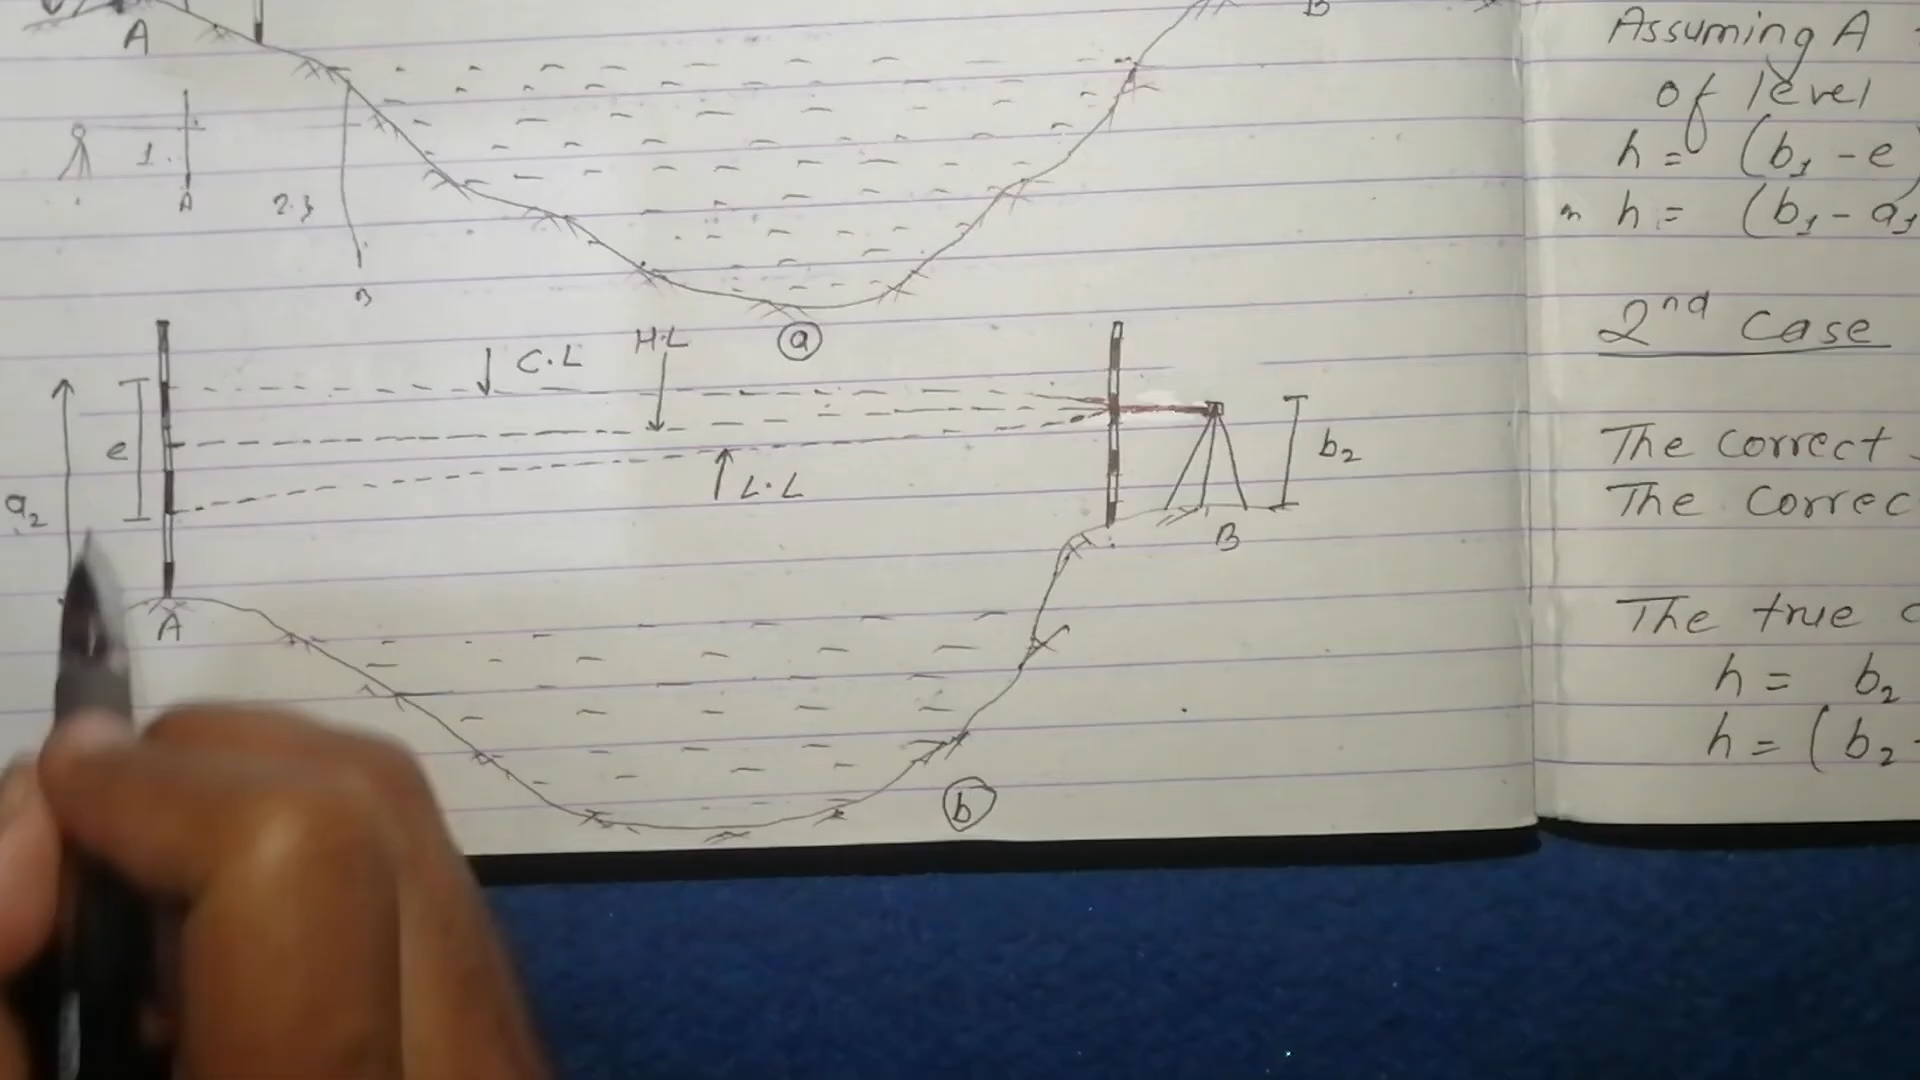 A
B
1.
A
2.3
B
a
C.L
H.L
e
a2
L.L
b2
B
A
b
Assuming A
of level
h = (b1 - e
h = (b1 - a1
2nd Case
The correct
The correc
The true
h = b2
h = (b2 -